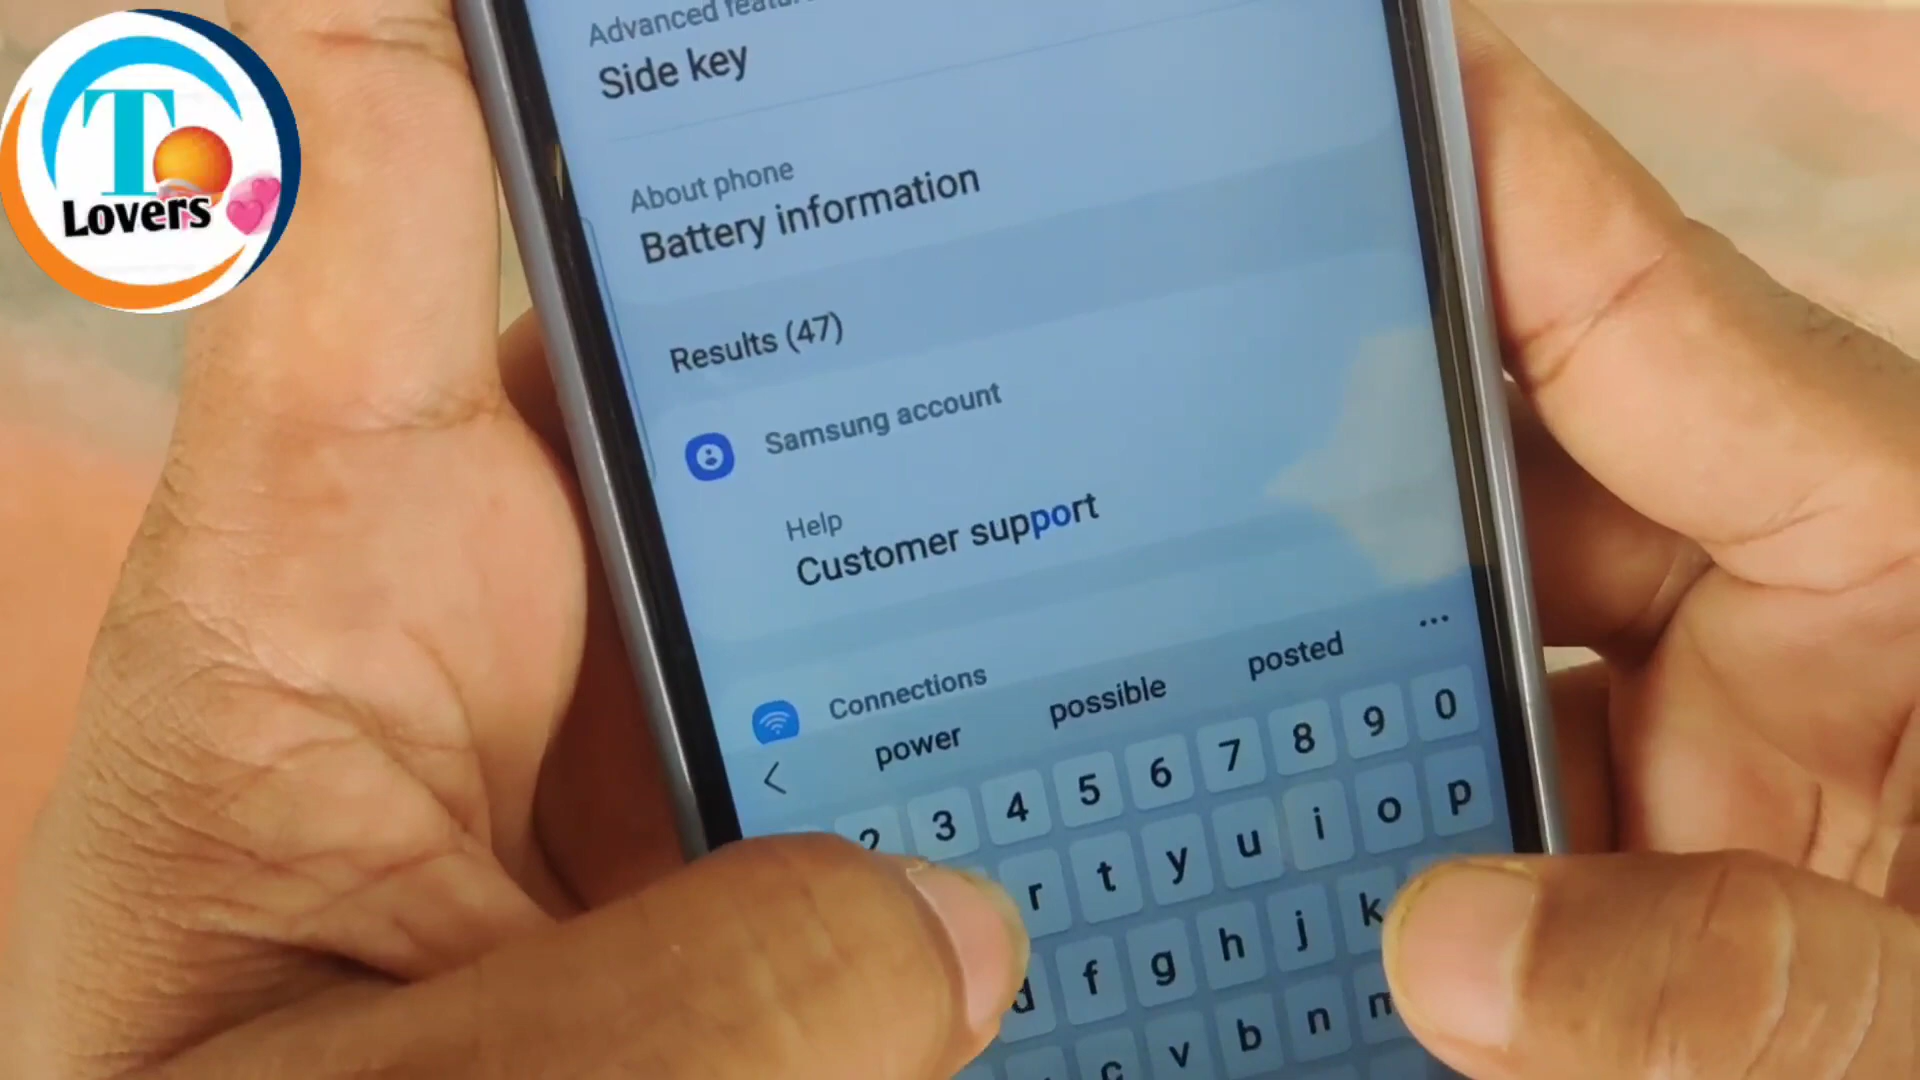 T
Lovers
Advanced
Side key
About phone
Battery information
Results (47)
Samsung account
Help
Customer support
Connections
power possible posted ...
3 4 5 6 7 8 9 0
r t y u i o p
d f g h j k
c v b n m